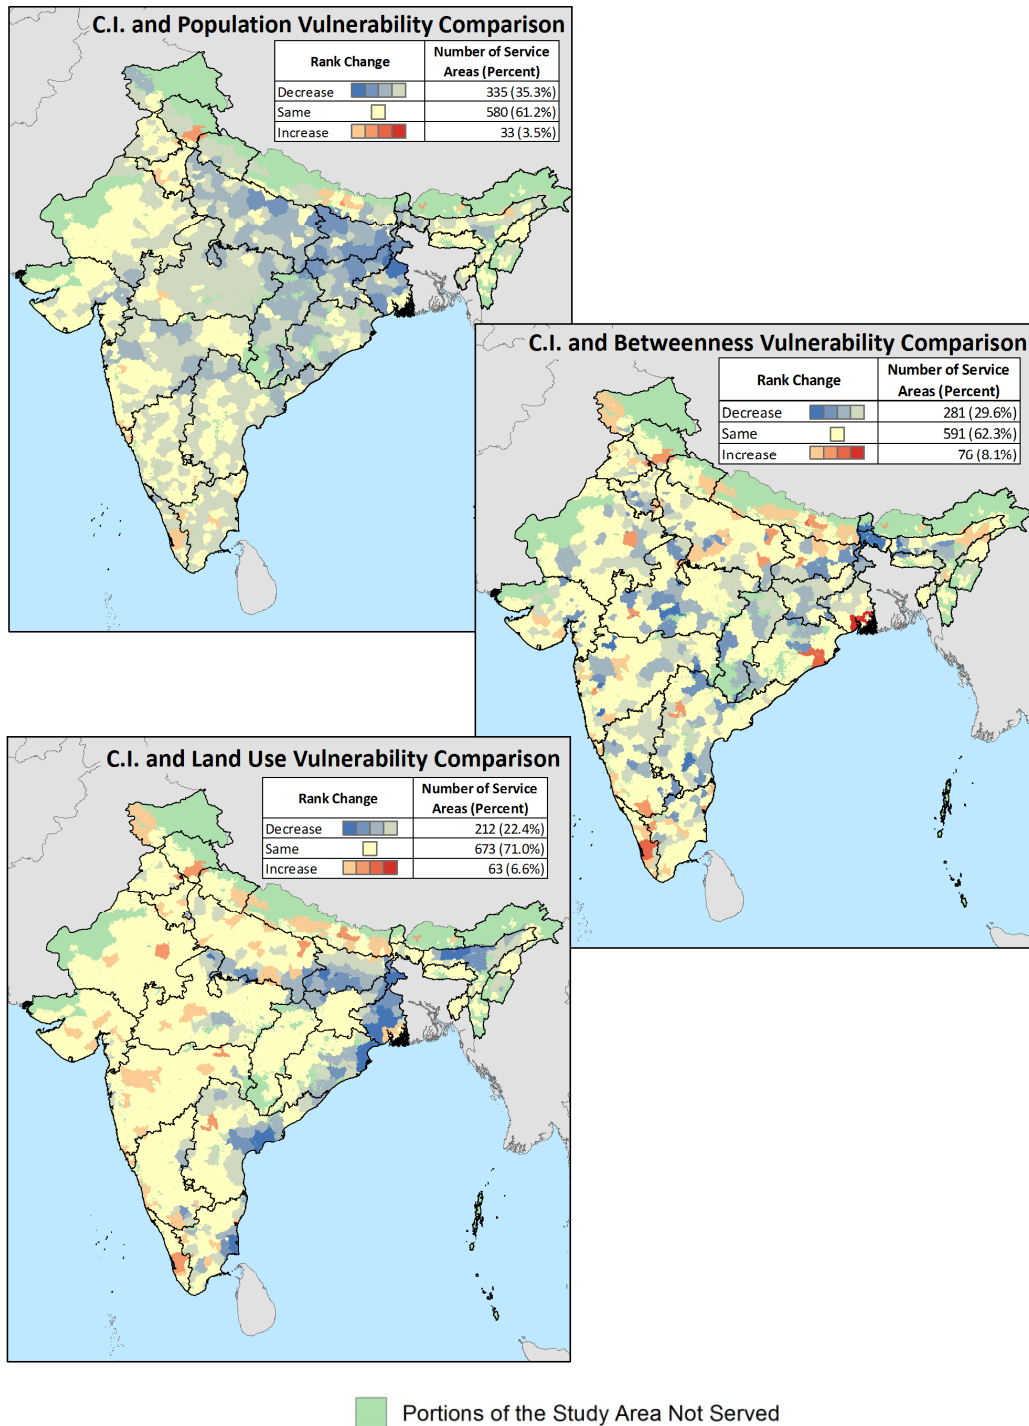 C.I. and Population Vulnerability Comparison
Rank Change
Number of Service
Areas (Percent)
Decrease 335 (35.3%)
Same 580 (61.2%)
Increase 33 (3.5%)
C.I. and Betweenness Vulnerability Comparison
Rank Change
Number of Service
Areas (Percent)
Decrease 281 (29.6%)
Same 591 (62.3%)
Increase 76 (8.1%)
C.I. and Land Use Vulnerability Comparison
Rank Change
Number of Service
Areas (Percent)
Decrease 212 (22.4%)
Same 673 (71.0%)
Increase 63 (6.6%)
Portions of the Study Area Not Served